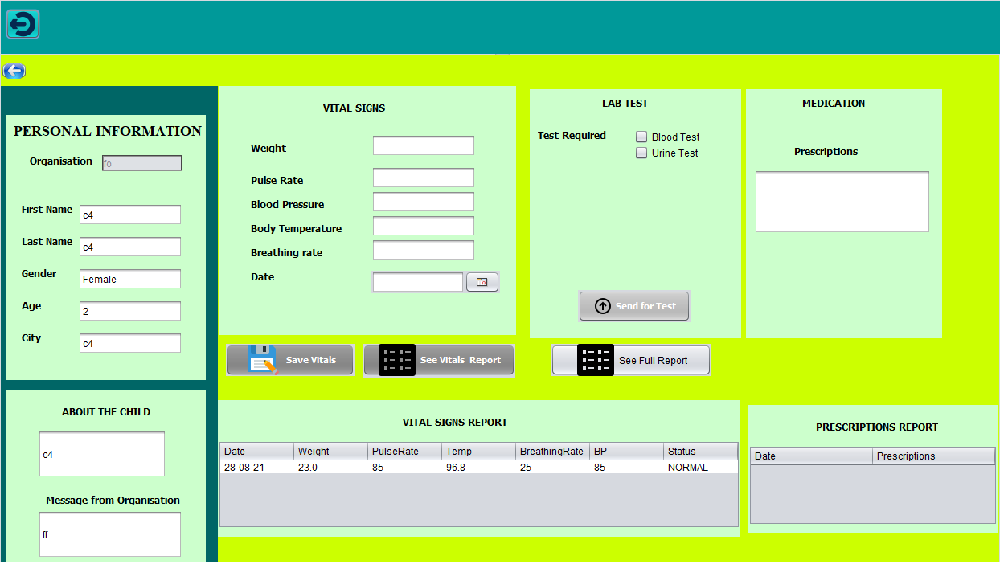 PERSONAL INFORMATION
Organisation fo
First Name c4
Last Name c4
Gender Female
Age 2
City c4
ABOUT THE CHILD
c4
Message from Organisation
ff
VITAL SIGNS
Weight
Pulse Rate
Blood Pressure
Body Temperature
Breathing rate
Date
Save Vitals
See Vitals Report
LAB TEST
Test Required
Blood Test
Urine Test
Send for Test
See Full Report
MEDICATION
Prescriptions
VITAL SIGNS REPORT
Date Weight PulseRate Temp BreathingRate BP Status
28-08-21 23.0 85 96.8 25 85 NORMAL
PRESCRIPTIONS REPORT
Date Prescriptions